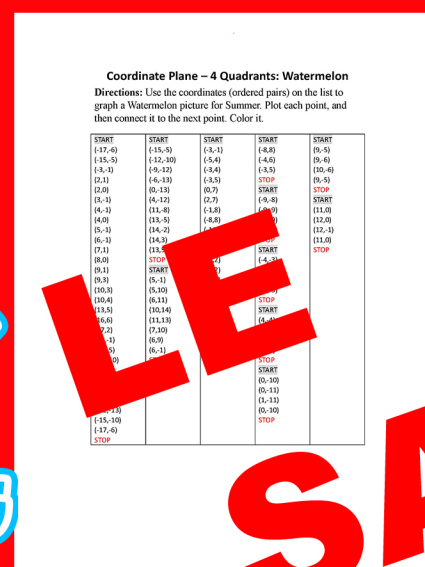 Coordinate Plane – 4 Quadrants: Watermelon
Directions: Use the coordinates (ordered pairs) on the list to
graph a Watermelon picture for Summer. Plot each point, and
then connect it to the next point. Color it.
START
(-17,-6)
(-15,-5)
(-3,-1)
(2,1)
(2,0)
(3,-1)
(4,-1)
(4,0)
(5,-1)
(6,-1)
(7,1)
(8,0)
(9,1)
(9,3)
(10,3)
(10,4)
(13,5)
(-15,-10)
(-17,-6)
STOP
START
(-15,-5)
(-12,-10)
(-9,-12)
(-6,-13)
(0,-13)
(4,-12)
(11,-8)
(13,-5)
(14,-2)
(14,3)
STOP
START
(5,-1)
(5,10)
(6,11)
(10,14)
(11,13)
(7,10)
(6,9)
(6,-1)
START
(-3,-1)
(-5,4)
(-3,5)
(0,7)
(2,7)
(-1,8)
(-8,8)
START
(-8,8)
(-4,6)
(-3,5)
STOP
START
(-9,-8)
START
STOP
START
STOP
START
(0,-10)
(0,-11)
(1,-11)
(0,-10)
STOP
START
(9,-5)
(9,-6)
(10,-6)
(9,-5)
STOP
START
(11,0)
(12,0)
(12,-1)
(11,0)
STOP
LE
SA